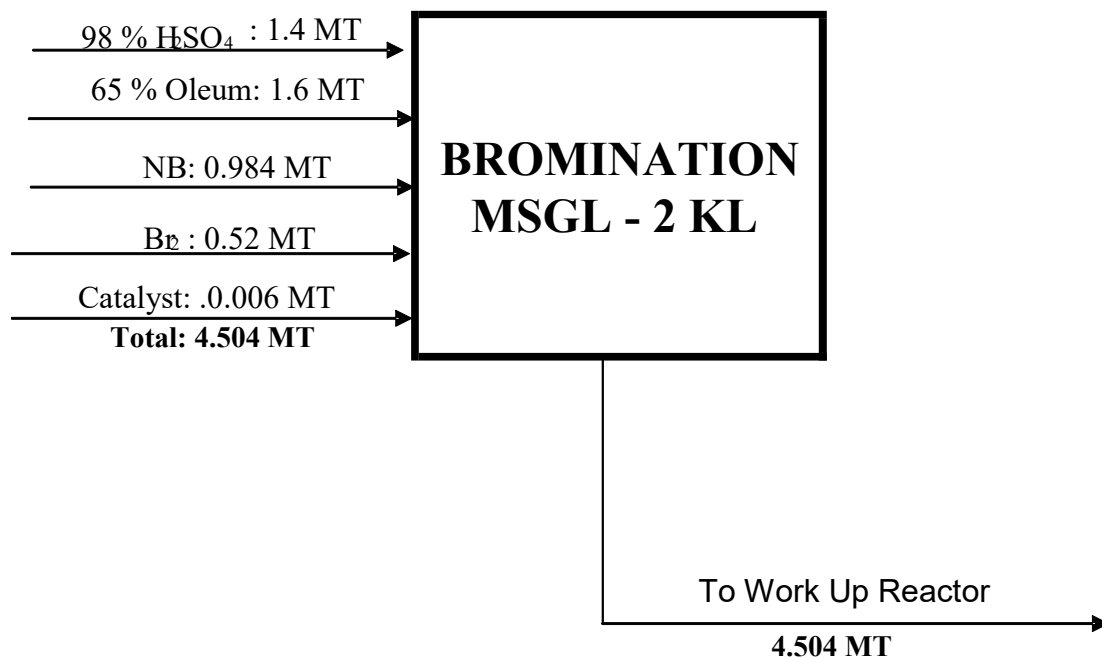 98 % H2SO4 : 1.4 MT
65 % Oleum: 1.6 MT
NB: 0.984 MT
Br2 : 0.52 MT
Catalyst: .0.006 MT
Total: 4.504 MT
BROMINATION
MSGL - 2 KL
To Work Up Reactor
4.504 MT